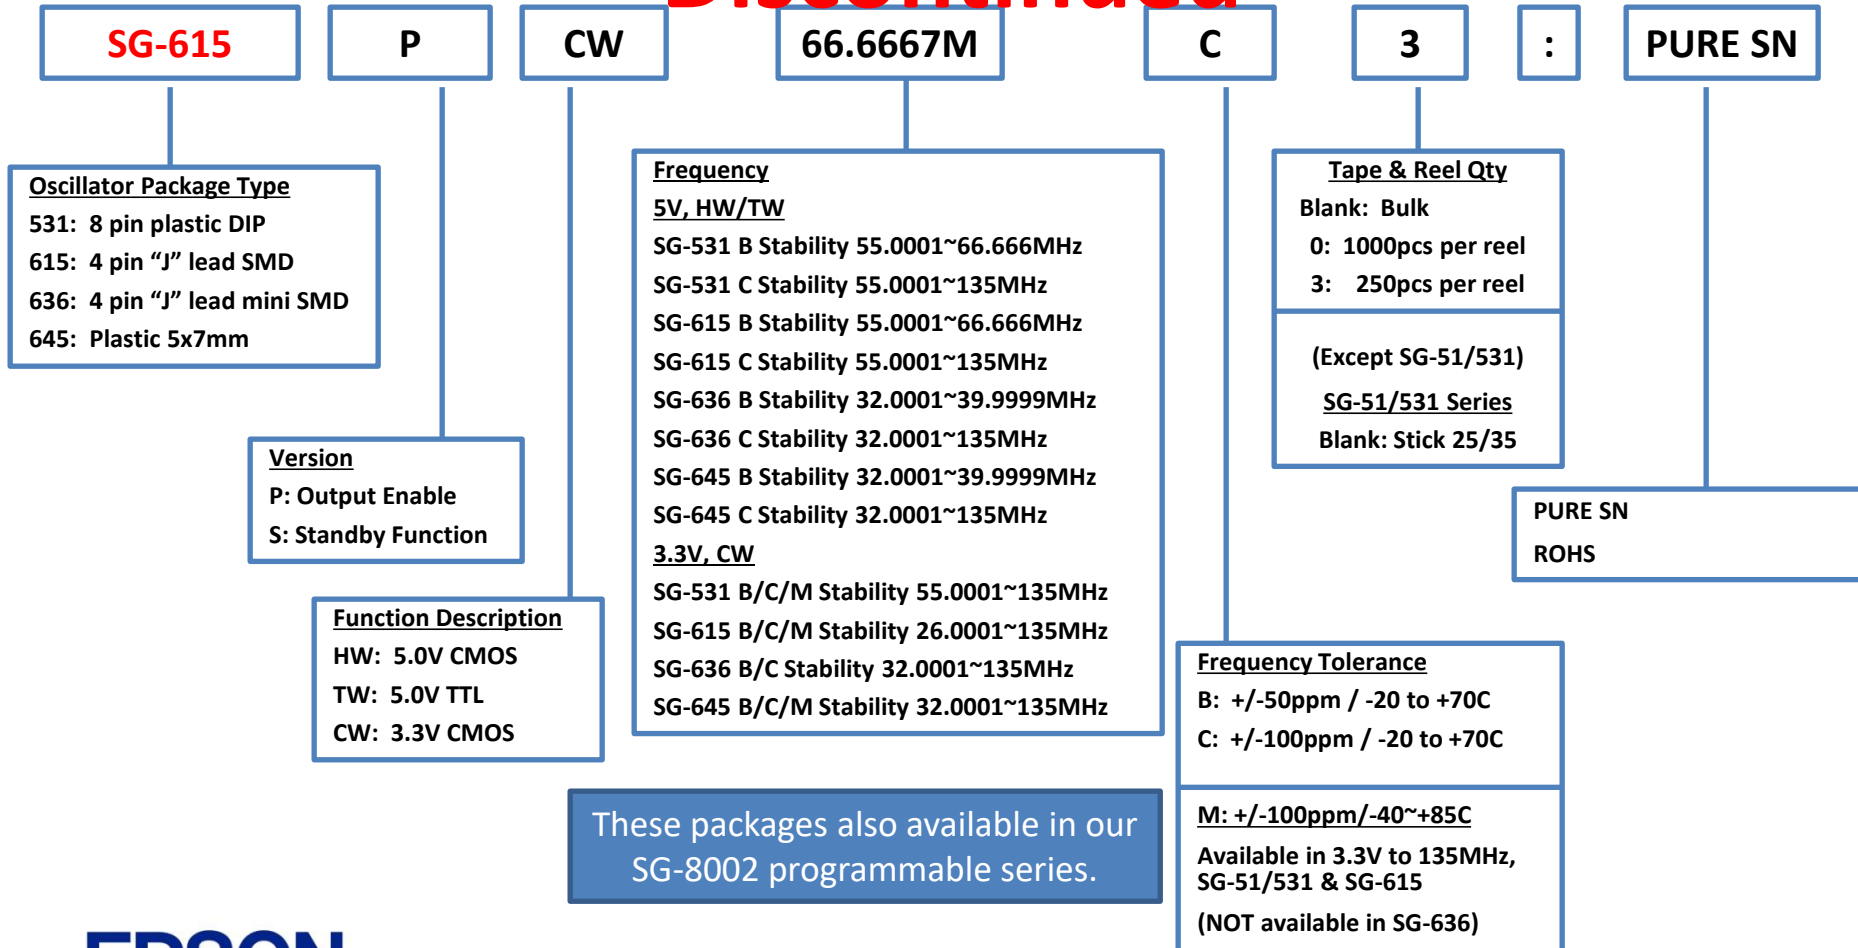 Discontinued
SG-615 P CW 66.6667M C 3 : PURE SN
Oscillator Package Type
531: 8 pin plastic DIP
615: 4 pin “J” lead SMD
636: 4 pin “J” lead mini SMD
645: Plastic 5x7mm
Version
P: Output Enable
S: Standby Function
Function Description
HW: 5.0V CMOS
TW: 5.0V TTL
CW: 3.3V CMOS
Frequency
5V, HW/TW
SG-531 B Stability 55.0001~66.666MHz
SG-531 C Stability 55.0001~135MHz
SG-615 B Stability 55.0001~66.666MHz
SG-615 C Stability 55.0001~135MHz
SG-636 B Stability 32.0001~39.9999MHz
SG-636 C Stability 32.0001~135MHz
SG-645 B Stability 32.0001~39.9999MHz
SG-645 C Stability 32.0001~135MHz
3.3V, CW
SG-531 B/C/M Stability 55.0001~135MHz
SG-615 B/C/M Stability 26.0001~135MHz
SG-636 B/C Stability 32.0001~135MHz
SG-645 B/C/M Stability 32.0001~135MHz
Tape & Reel Qty
Blank: Bulk
0: 1000pcs per reel
3: 250pcs per reel
(Except SG-51/531)
SG-51/531 Series
Blank: Stick 25/35
PURE SN
ROHS
Frequency Tolerance
B: +/-50ppm / -20 to +70C
C: +/-100ppm / -20 to +70C
M: +/-100ppm/-40~+85C
Available in 3.3V to 135MHz,
SG-51/531 & SG-615
(NOT available in SG-636)
These packages also available in our
SG-8002 programmable series.
EPSON